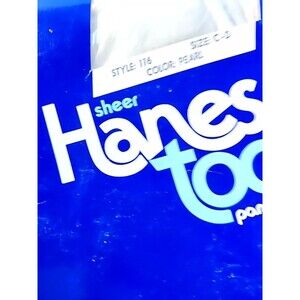 STYLE: 116 SIZE: C-D
COLOR: PEARL
sheer
Hanes
too
pan